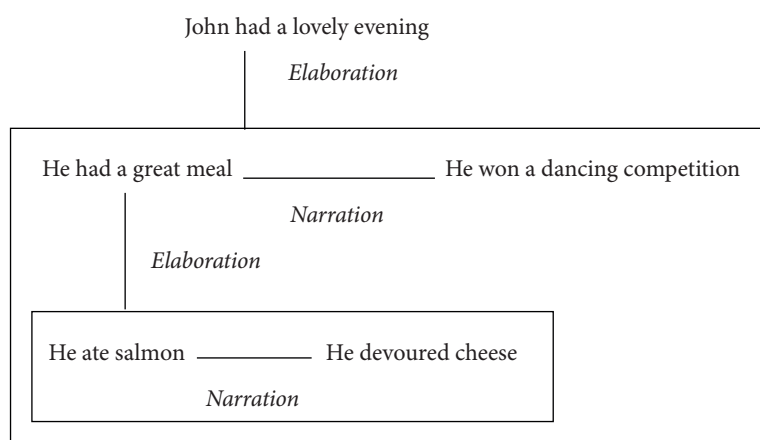 John had a lovely evening
Elaboration
He had a great meal He won a dancing competition
Narration
Elaboration
He ate salmon He devoured cheese
Narration